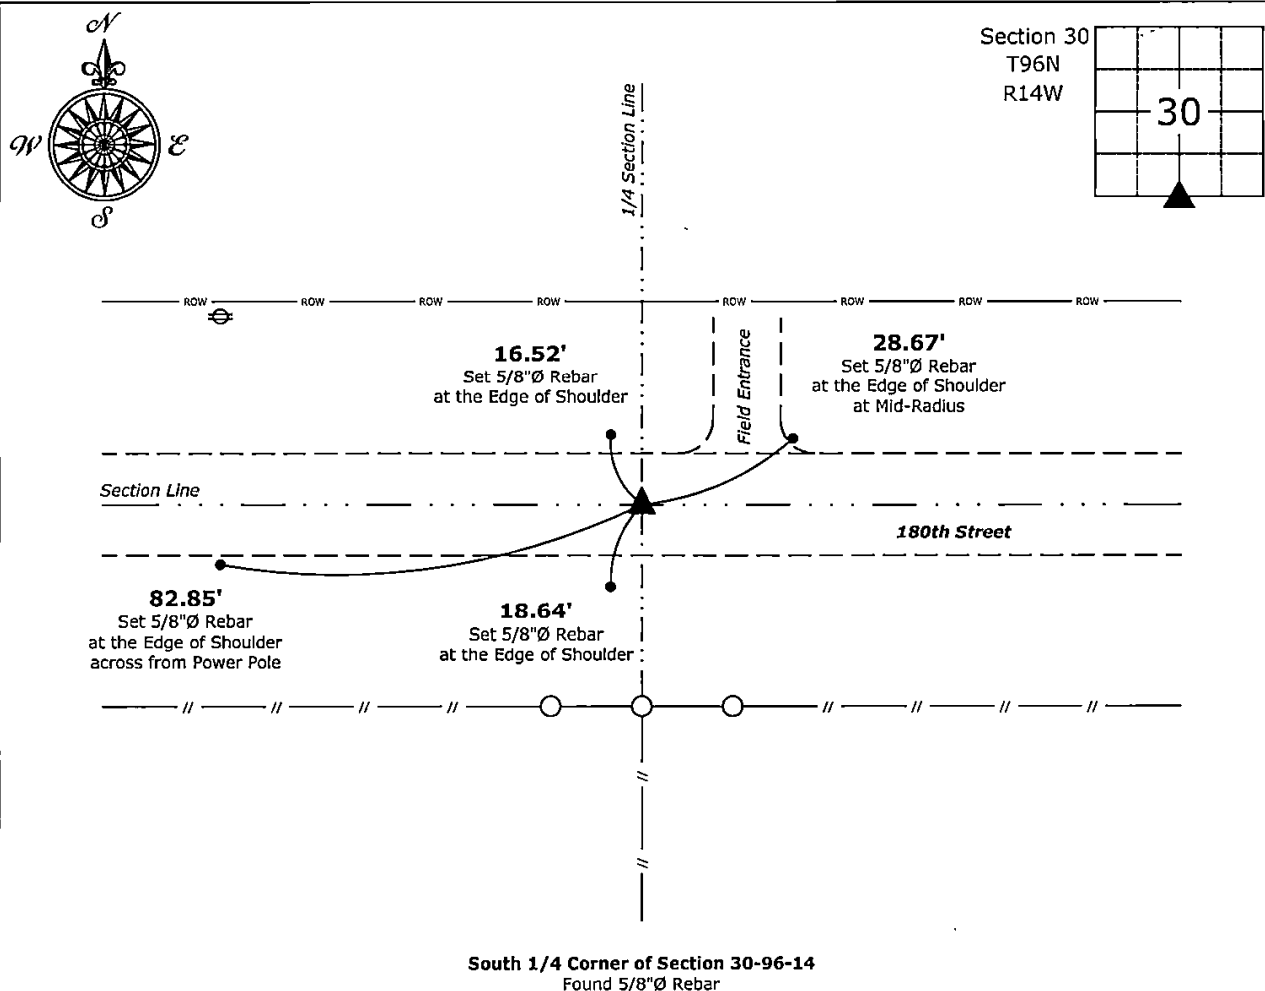 N
W
E
S
Section 30
T96N
R14W
30
1/4 Section Line
ROW
ROW
ROW
ROW
ROW
ROW
ROW
ROW
16.52'
Set 5/8"Ø Rebar
at the Edge of Shoulder
Field Entrance
28.67'
Set 5/8"Ø Rebar
at the Edge of Shoulder
at Mid-Radius
Section Line
180th Street
82.85'
Set 5/8"Ø Rebar
at the Edge of Shoulder
across from Power Pole
18.64'
Set 5/8"Ø Rebar
at the Edge of Shoulder
South 1/4 Corner of Section 30-96-14
Found 5/8"Ø Rebar